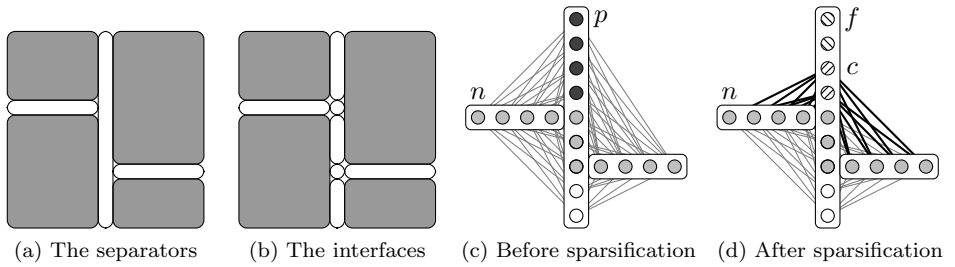 p
n
f
c
n
(a) The separators
(b) The interfaces
(c) Before sparsification
(d) After sparsification